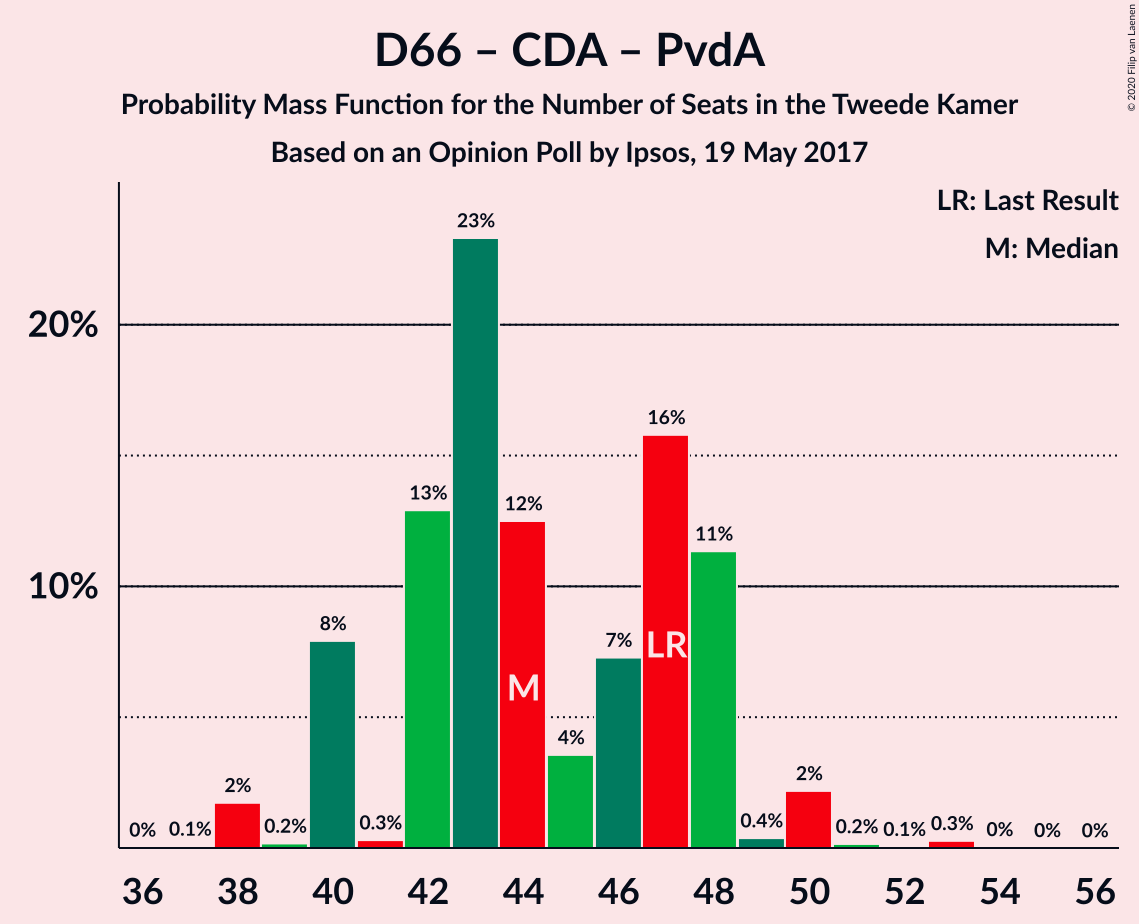 D66 – CDA – PvdA
Probability Mass Function for the Number of Seats in the Tweede Kamer
Based on an Opinion Poll by Ipsos, 19 May 2017
© 2020 Filip van Laenen
LR: Last Result
M: Median
20%
10%
0% 0.1% 2% 0.2% 8% 0.3% 13% 23% 12% 4% 7% 16% 11% 0.4% 2% 0.2% 0.1% 0.3% 0% 0% 0%
M LR
36 38 40 42 44 46 48 50 52 54 56